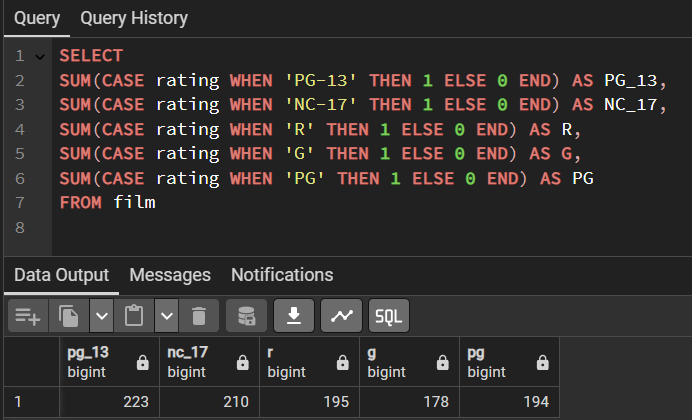 Query Query History
1 SELECT
2 SUM(CASE rating WHEN 'PG-13' THEN 1 ELSE 0 END) AS PG_13,
3 SUM(CASE rating WHEN 'NC-17' THEN 1 ELSE 0 END) AS NC_17,
4 SUM(CASE rating WHEN 'R' THEN 1 ELSE 0 END) AS R,
5 SUM(CASE rating WHEN 'G' THEN 1 ELSE 0 END) AS G,
6 SUM(CASE rating WHEN 'PG' THEN 1 ELSE 0 END) AS PG
7 FROM film
8
Data Output Messages Notifications
SQL
pg_13 nc_17 r g pg
bigint bigint bigint bigint bigint
1 223 210 195 178 194